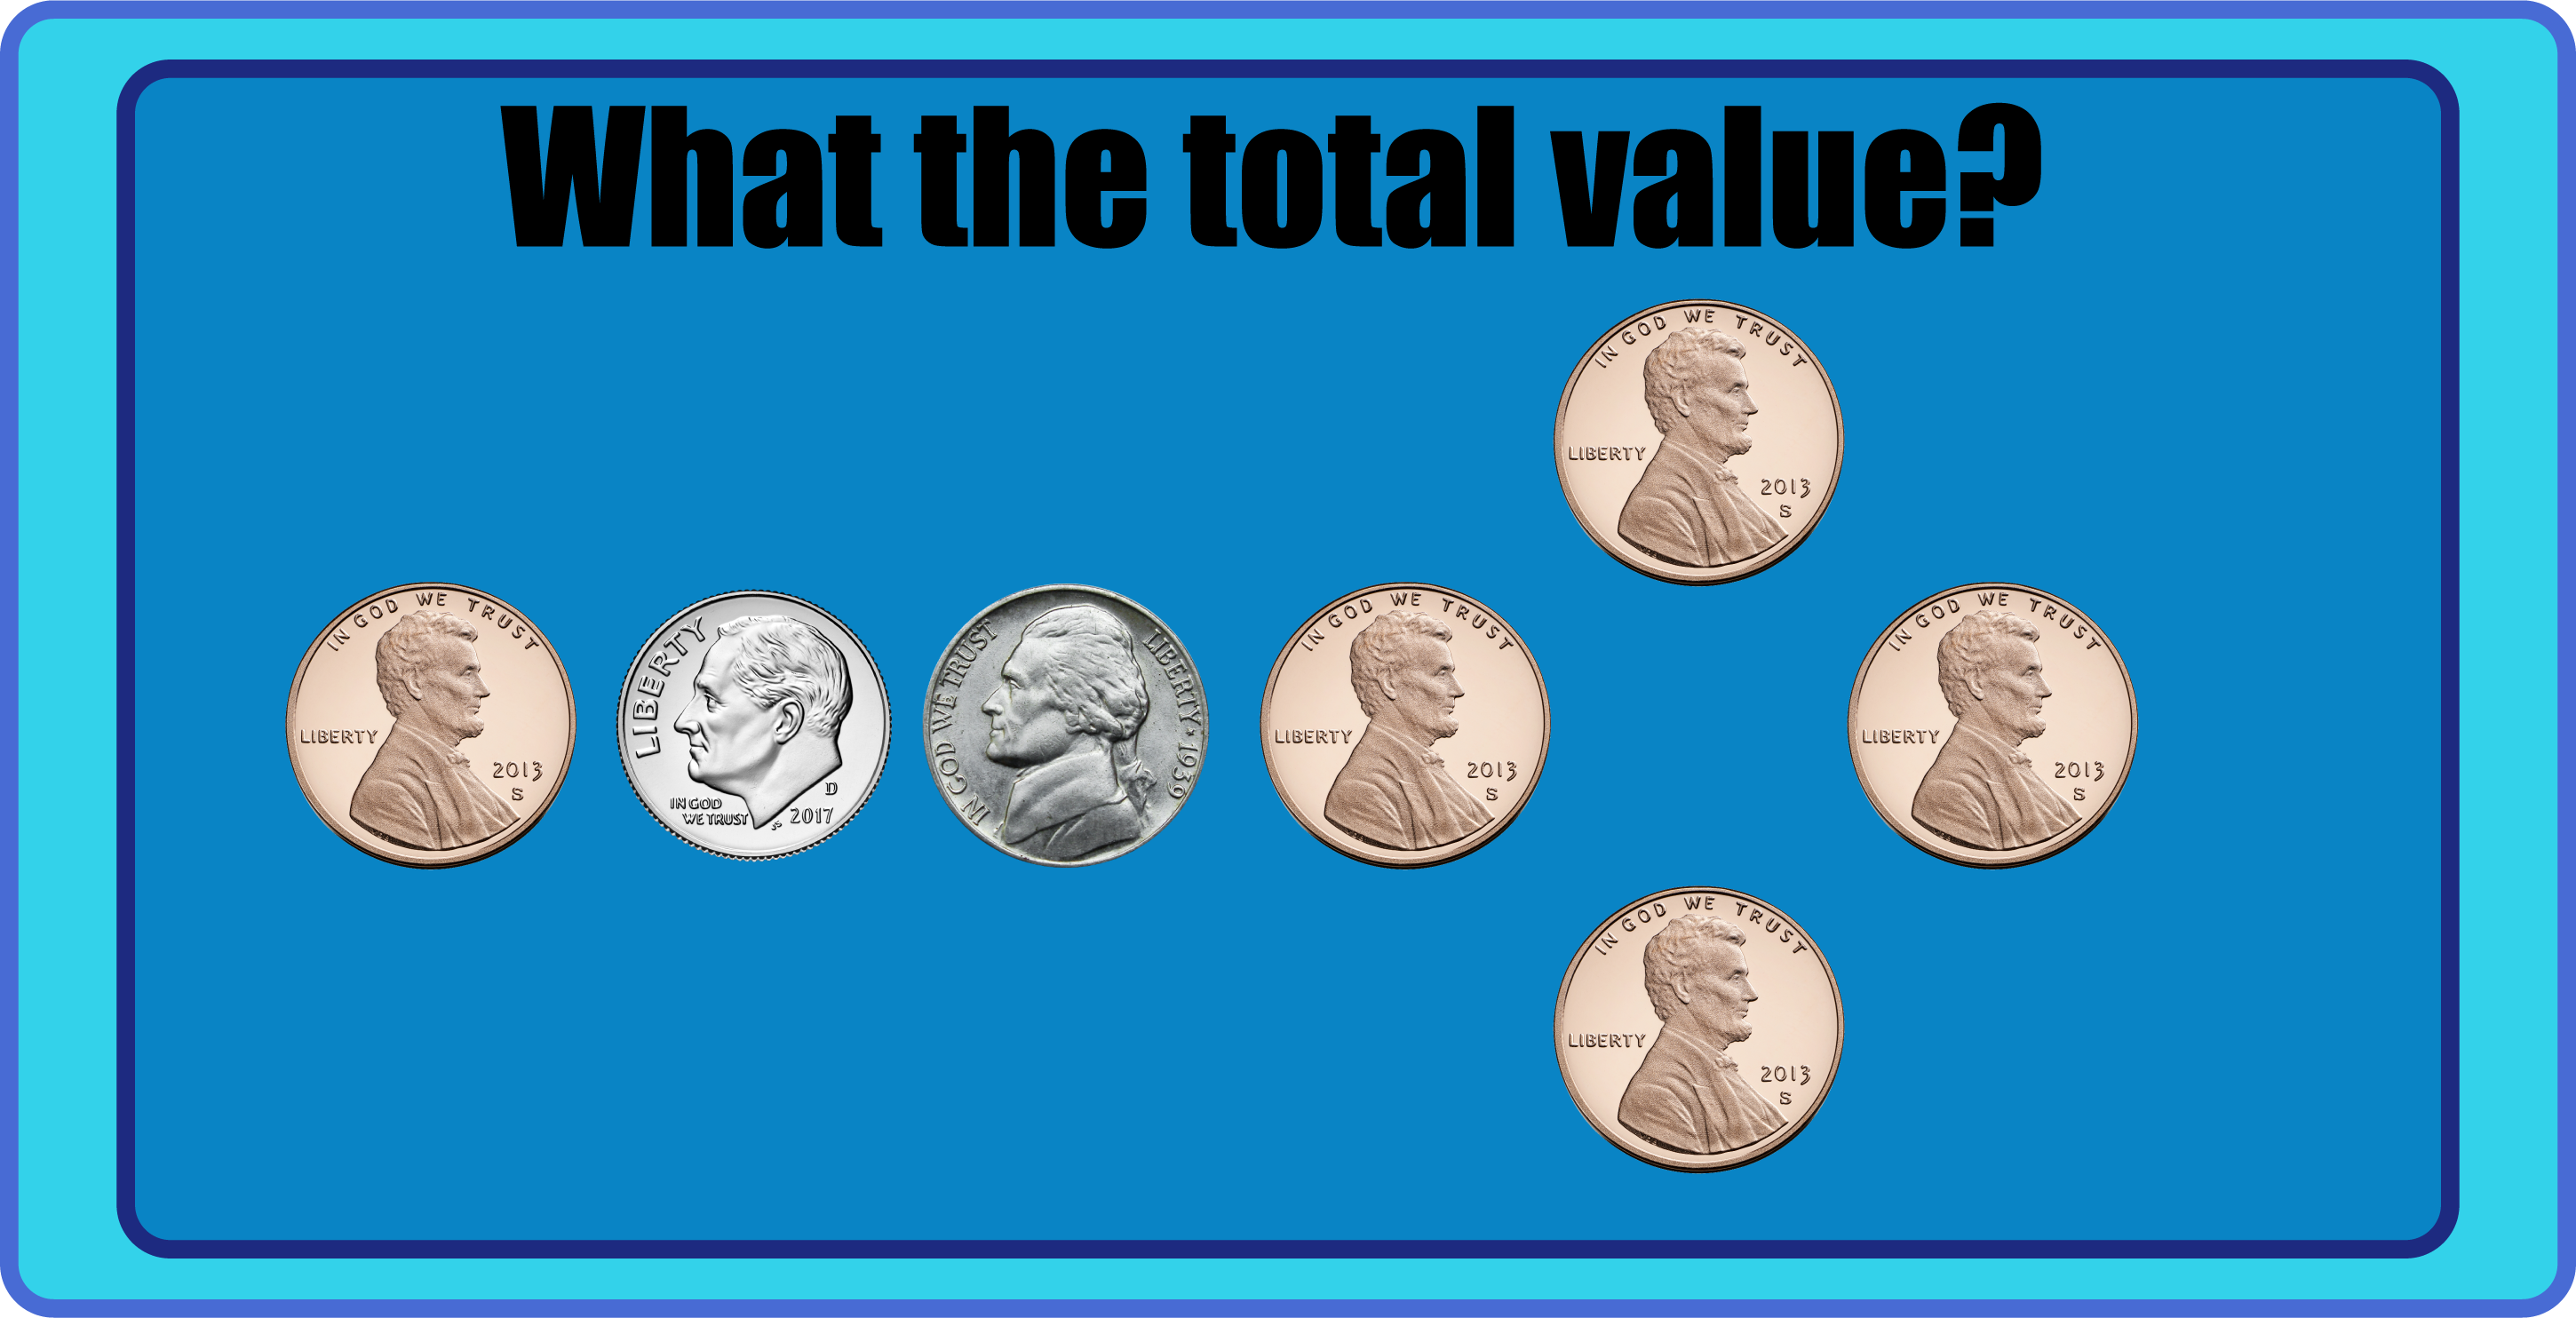 What the total value?
IN GOD WE TRUST
LIBERTY
2013
S
IN GOD WE TRUST
LIBERTY
2013
S
LIBERTY
IN GOD
WE TRUST
JS
2017
D
IN GOD WE TRUST
LIBERTY * 1939
IN GOD WE TRUST
LIBERTY
2013
S
IN GOD WE TRUST
LIBERTY
2013
S
IN GOD WE TRUST
LIBERTY
2013
S